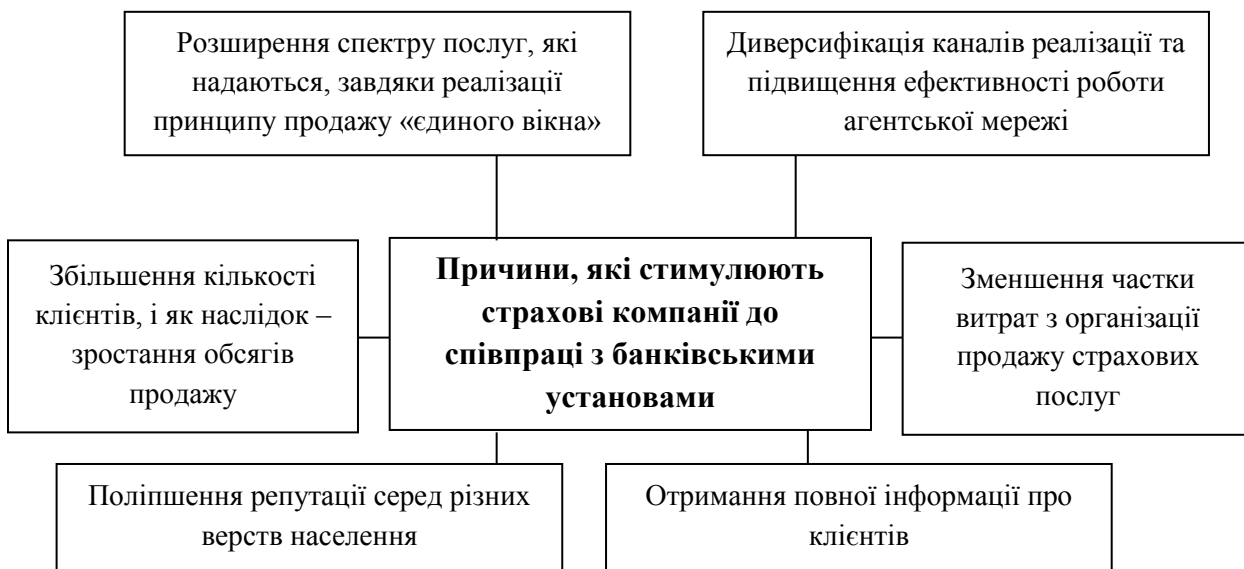 Розширення спектру послуг, які
надаються, завдяки реалізації
принципу продажу «єдиного вікна»
Диверсифікація каналів реалізації та
підвищення ефективності роботи
агентської мережі
Збільшення кількості
клієнтів, і як наслідок –
зростання обсягів
продажу
Причини, які стимулюють
страхові компанії до
співпраці з банківськими
установами
Зменшення частки
витрат з організації
продажу страхових
послуг
Поліпшення репутації серед різних
верств населення
Отримання повної інформації про
клієнтів